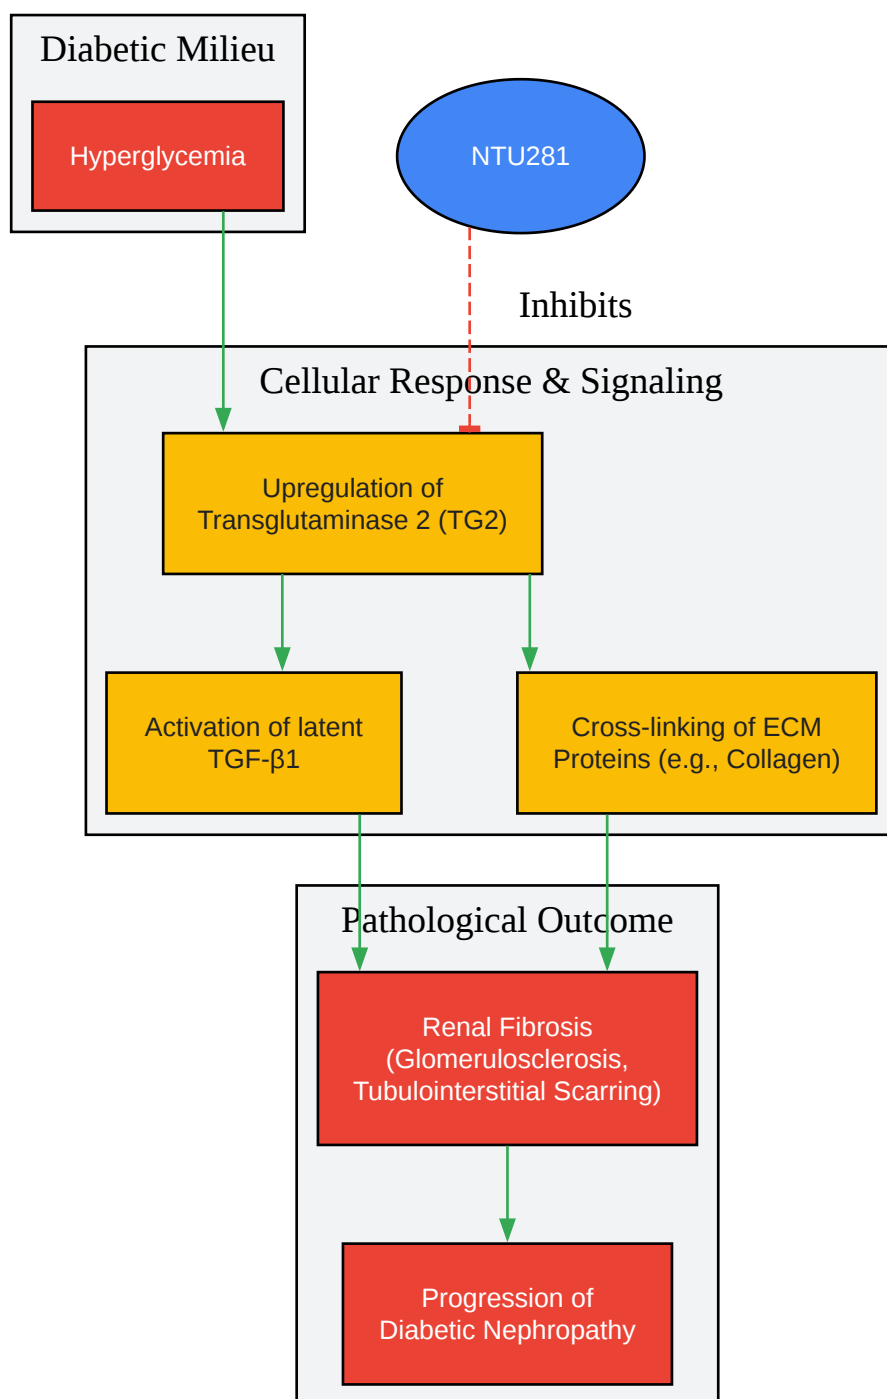 Diabetic Milieu
Hyperglycemia
NTU281
Inhibits
Cellular Response & Signaling
Upregulation of
Transglutaminase 2 (TG2)
Activation of latent
TGF-β1
Cross-linking of ECM
Proteins (e.g., Collagen)
Pathological Outcome
Renal Fibrosis
(Glomerulosclerosis,
Tubulointerstitial Scarring)
Progression of
Diabetic Nephropathy